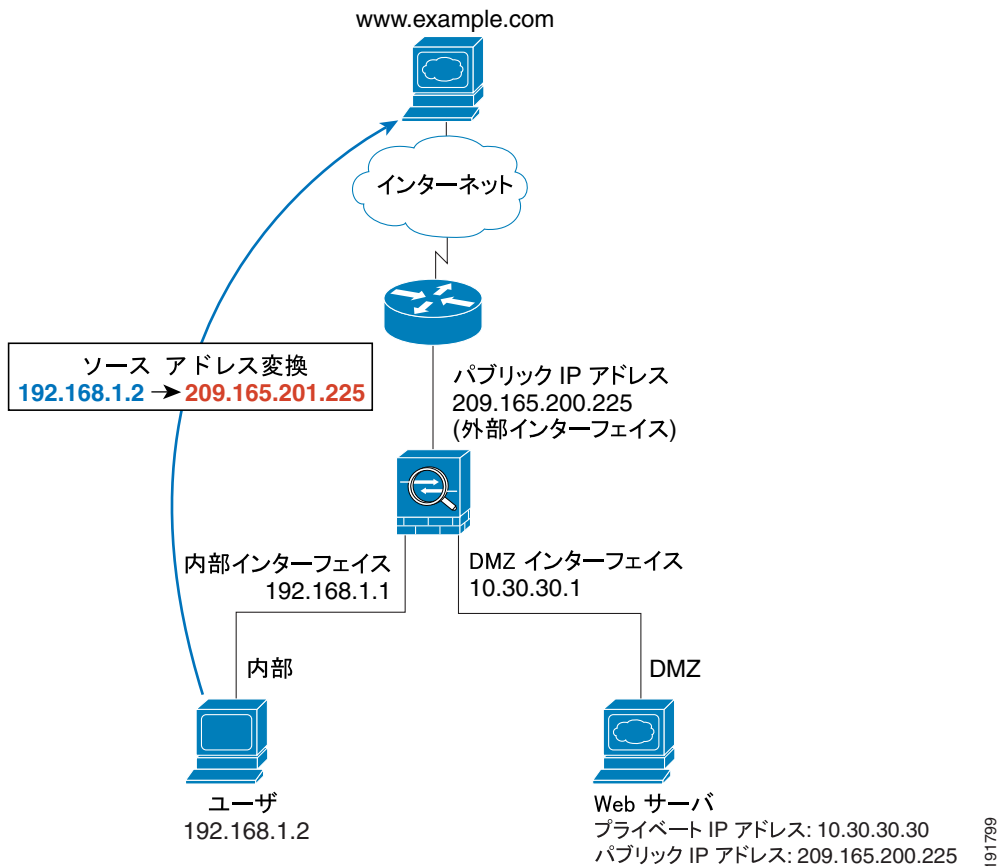 www.example.com
インターネット
ソース アドレス変換
192.168.1.2 → 209.165.201.225
パブリック IP アドレス
209.165.200.225
(外部インターフェイス)
内部インターフェイス
192.168.1.1
DMZ インターフェイス
10.30.30.1
内部
DMZ
ユーザ
192.168.1.2
Web サーバ
プライベート IP アドレス: 10.30.30.30
パブリック IP アドレス: 209.165.200.225
191799